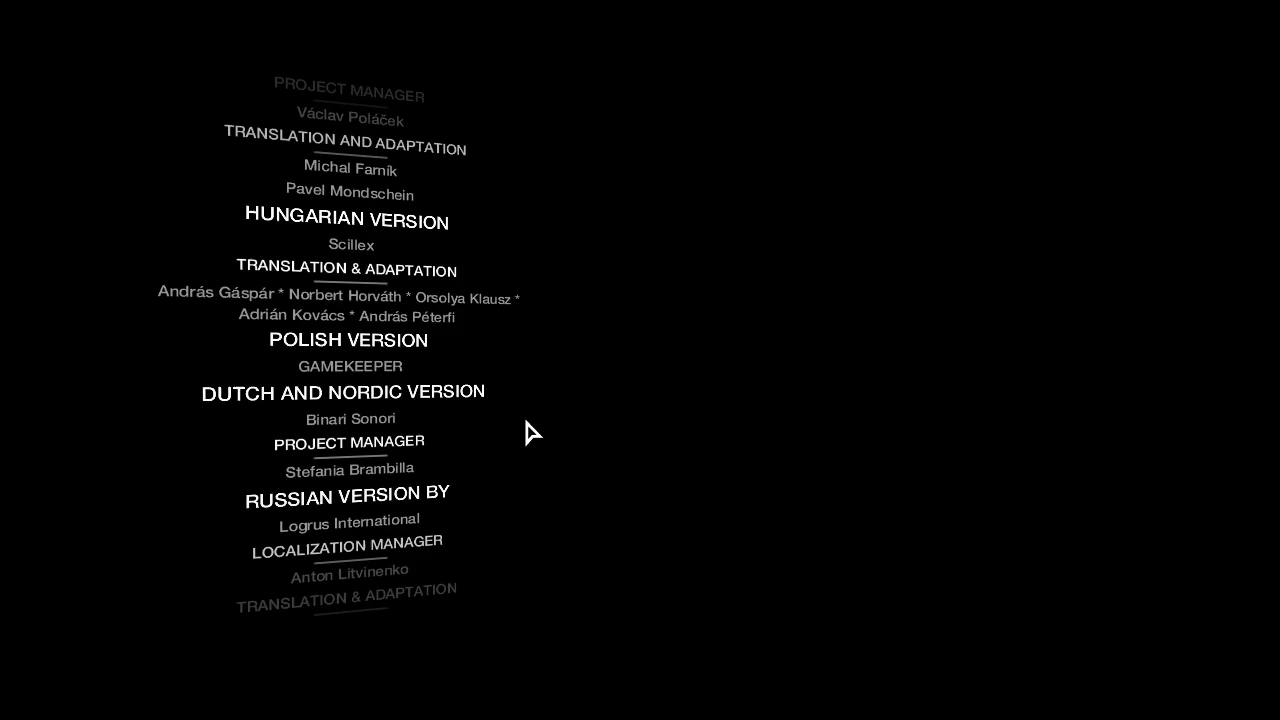 PROJECT MANAGER
Václav Poláček
TRANSLATION AND ADAPTATION
Michal Farník
Pavel Mondschein
HUNGARIAN VERSION
Scillex
TRANSLATION & ADAPTATION
András Gáspár * Norbert Horváth * Orsolya Klausz *
Adrián Kovács * András Péterfi
POLISH VERSION
GAMEKEEPER
DUTCH AND NORDIC VERSION
Binari Sonori
PROJECT MANAGER
Stefania Brambilla
RUSSIAN VERSION BY
Logrus International
LOCALIZATION MANAGER
Anton Litvinenko
TRANSLATION & ADAPTATION